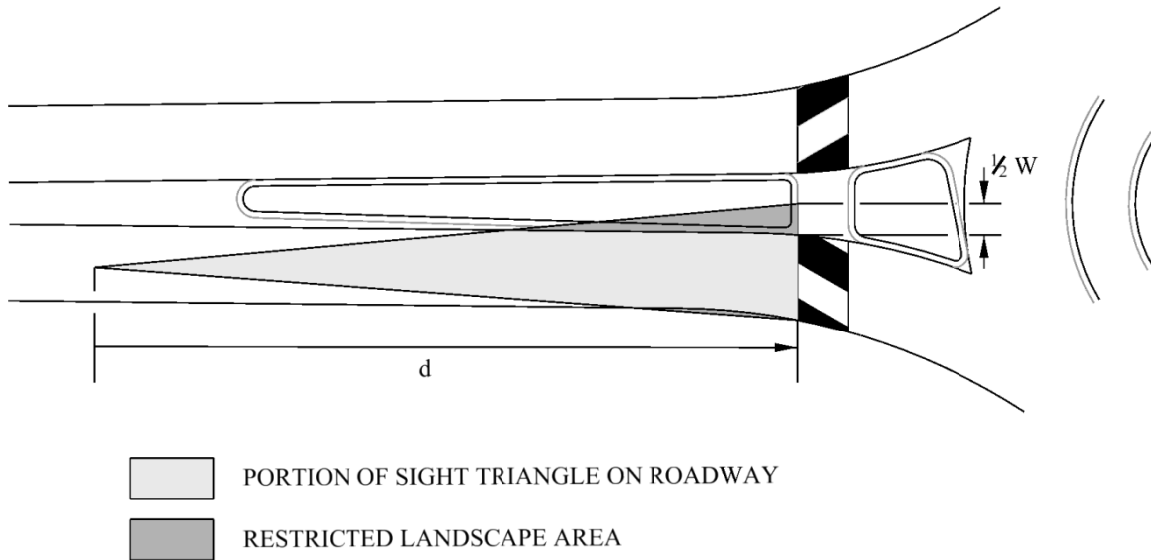 ½ W
d
PORTION OF SIGHT TRIANGLE ON ROADWAY
RESTRICTED LANDSCAPE AREA